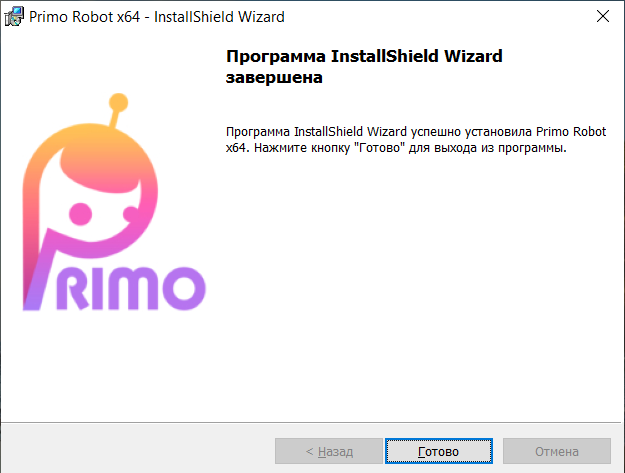 Primo Robot x64 - InstallShield Wizard
Программа InstallShield Wizard
завершена
Программа InstallShield Wizard успешно установила Primo Robot
x64. Нажмите кнопку "Готово" для выхода из программы.
PRIMO
< Назад
Готово
Отмена